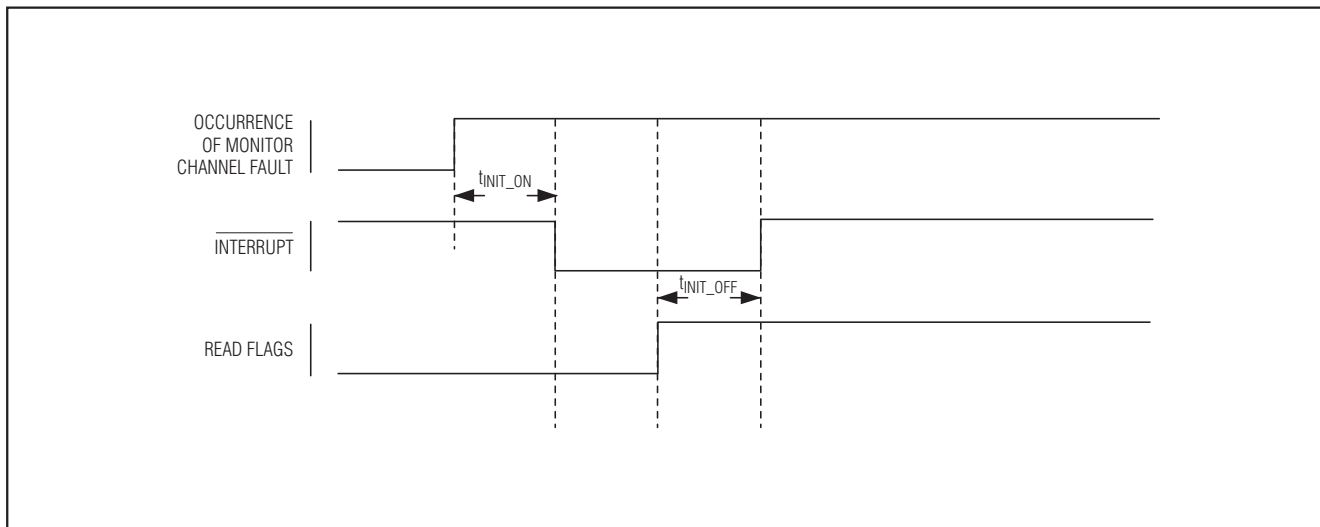 OCCURRENCE
OF MONITOR
CHANNEL FAULT
tINIT_ON
INTERRUPT
tINIT_OFF
READ FLAGS